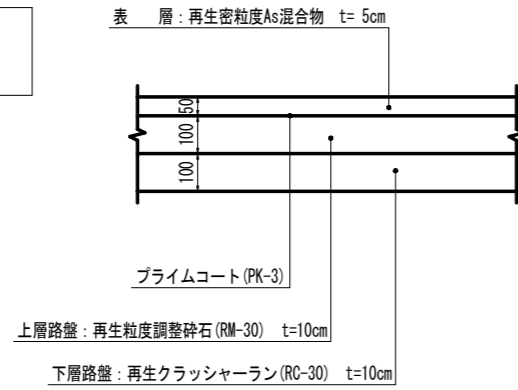 表　層：再生密粒度As混合物 t= 5cm
50
100
100
プライムコート(PK-3)
上層路盤：再生粒度調整砕石(RM-30) t=10cm
下層路盤：再生クラッシャーラン(RC-30) t=10cm